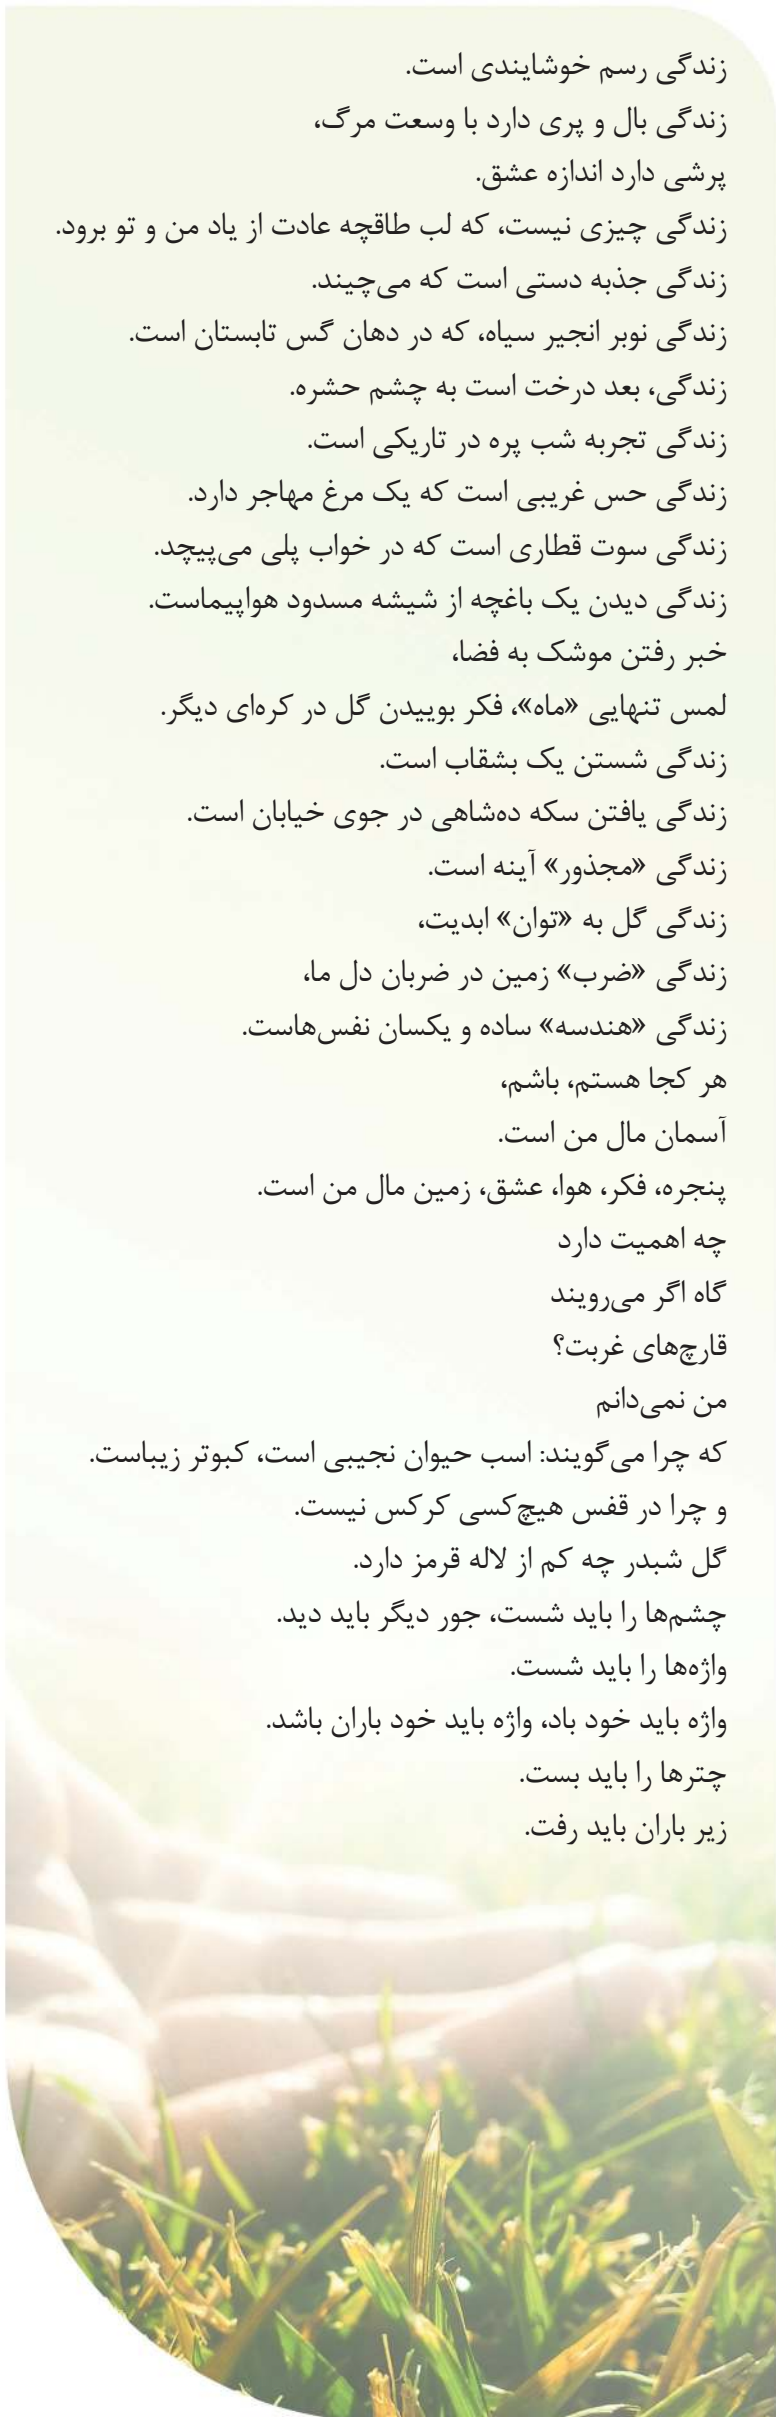 زندگی رسم خوشایندی است.
زندگی بال و پری دارد با وسعت مرگ،
پرشی دارد اندازه عشق.
زندگی چیزی نیست، که لب طاقچه عادت از یاد من و تو برود.
زندگی جذبه دستی است که می‌چیند.
زندگی نوبر انجیر سیاه، که در دهان گس تابستان است.
زندگی، بعد درخت است به چشم حشره.
زندگی تجربه شب پره در تاریکی است.
زندگی حس غریبی است که یک مرغ مهاجر دارد.
زندگی سوت قطاری است که در خواب پلی می‌پیچد.
زندگی دیدن یک باغچه از شیشه مسدود هواپیماست.
خبر رفتن موشک به فضا،
لمس تنهایی «ماه»، فکر بوییدن گل در کره‌ای دیگر.
زندگی شستن یک بشقاب است.
زندگی یافتن سکه ده‌شاهی در جوی خیابان است.
زندگی «مجذور» آینه است.
زندگی گل به «توان» ابدیت،
زندگی «ضرب» زمین در ضربان دل ما،
زندگی «هندسه» ساده و یکسان نفس‌هاست.
هر کجا هستم، باشم،
آسمان مال من است.
پنجره، فکر، هوا، عشق، زمین مال من است.
چه اهمیت دارد
گاه اگر می‌رویند
قارچ‌های غربت؟
من نمی‌دانم
که چرا می‌گویند: اسب حیوان نجیبی است، کبوتر زیباست.
و چرا در قفس هیچ‌کسی کرکس نیست.
گل شبدر چه کم از لاله قرمز دارد.
چشم‌ها را باید شست، جور دیگر باید دید.
واژه‌ها را باید شست.
واژه باید خود باد، واژه باید خود باران باشد.
چترها را باید بست.
زیر باران باید رفت.